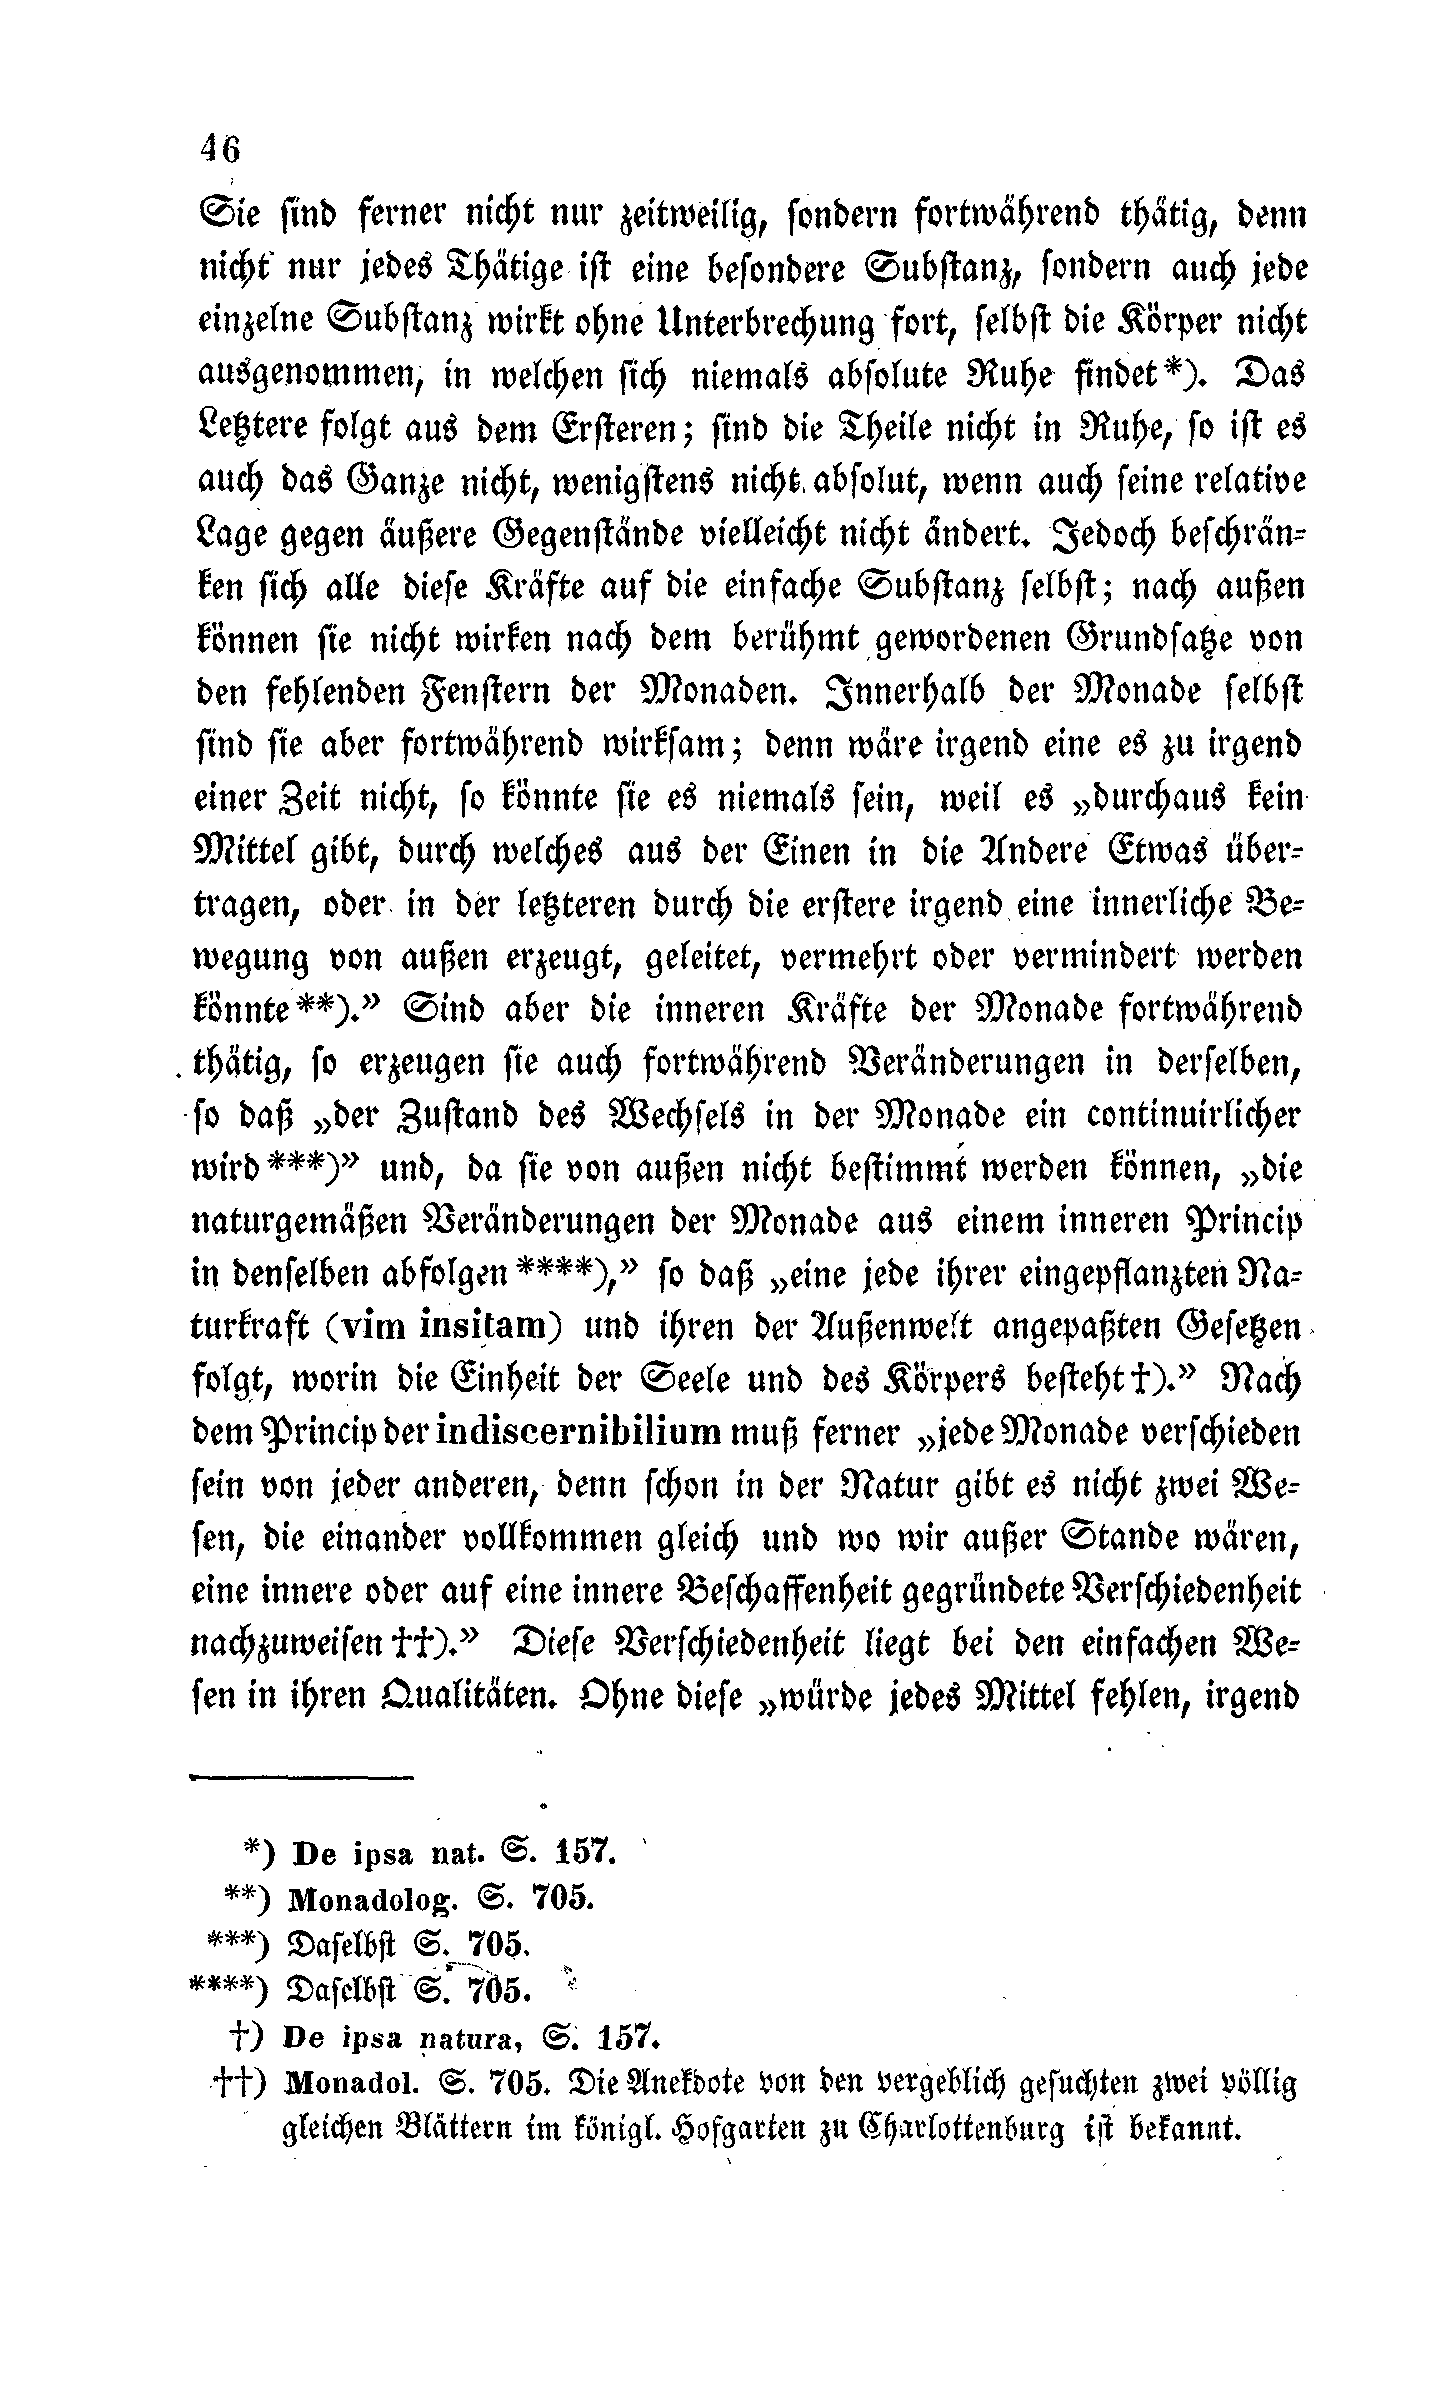 46
Sie sind ferner nicht nur zeitweilig, sondern fortwährend thätig, denn
nicht nur jedes Thätige ist eine besondere Substanz, sondern auch jede
einzelne Substanz wirkt ohne Unterbrechung fort, selbst die Körper nicht
ausgenommen, in welchen sich niemals absolute Ruhe findet*). Das
Letztere folgt aus dem Ersteren; sind die Theile nicht in Ruhe, so ist es
auch das Ganze nicht, wenigstens nicht absolut, wenn auch seine relative
Lage gegen äußere Gegenstände vielleicht nicht ändert. Jedoch beschrän-
ken sich alle diese Kräfte auf die einfache Substanz selbst; nach außen
können sie nicht wirken nach dem berühmt gewordenen Grundsatze von
den fehlenden Fenstern der Monaden. Innerhalb der Monade selbst
sind sie aber fortwährend wirksam; denn wäre irgend eine es zu irgend
einer Zeit nicht, so könnte sie es niemals sein, weil es „durchaus kein
Mittel gibt, durch welches aus der Einen in die Andere Etwas über-
tragen, oder in der letzteren durch die erstere irgend eine innerliche Be-
wegung von außen erzeugt, geleitet, vermehrt oder vermindert werden
könnte**).” Sind aber die inneren Kräfte der Monade fortwährend
thätig, so erzeugen sie auch fortwährend Veränderungen in derselben,
so daß „der Zustand des Wechsels in der Monade ein continuirlicher
wird***)” und, da sie von außen nicht bestimmt werden können, „die
naturgemäßen Veränderungen der Monade aus einem inneren Princip
in denselben abfolgen****),” so daß „eine jede ihrer eingepflanzten Na-
turkraft (vim insitam) und ihren der Außenwelt angepaßten Gesetzen
folgt, worin die Einheit der Seele und des Körpers besteht†).” Nach
dem Princip der indiscernibilium muß ferner „jede Monade verschieden
sein von jeder anderen, denn schon in der Natur gibt es nicht zwei We-
sen, die einander vollkommen gleich und wo wir außer Stande wären,
eine innere oder auf eine innere Beschaffenheit gegründete Verschiedenheit
nachzuweisen††).” Diese Verschiedenheit liegt bei den einfachen We-
sen in ihren Qualitäten. Ohne diese „würde jedes Mittel fehlen, irgend
*) De ipsa nat. S. 157.
**) Monadolog. S. 705.
***) Daselbst S. 705.
****) Daselbst S. 705.
†) De ipsa natura, S. 157.
††) Monadol. S. 705. Die Anekdote von den vergeblich gesuchten zwei völlig
gleichen Blättern im königl. Hofgarten zu Charlottenburg ist bekannt.